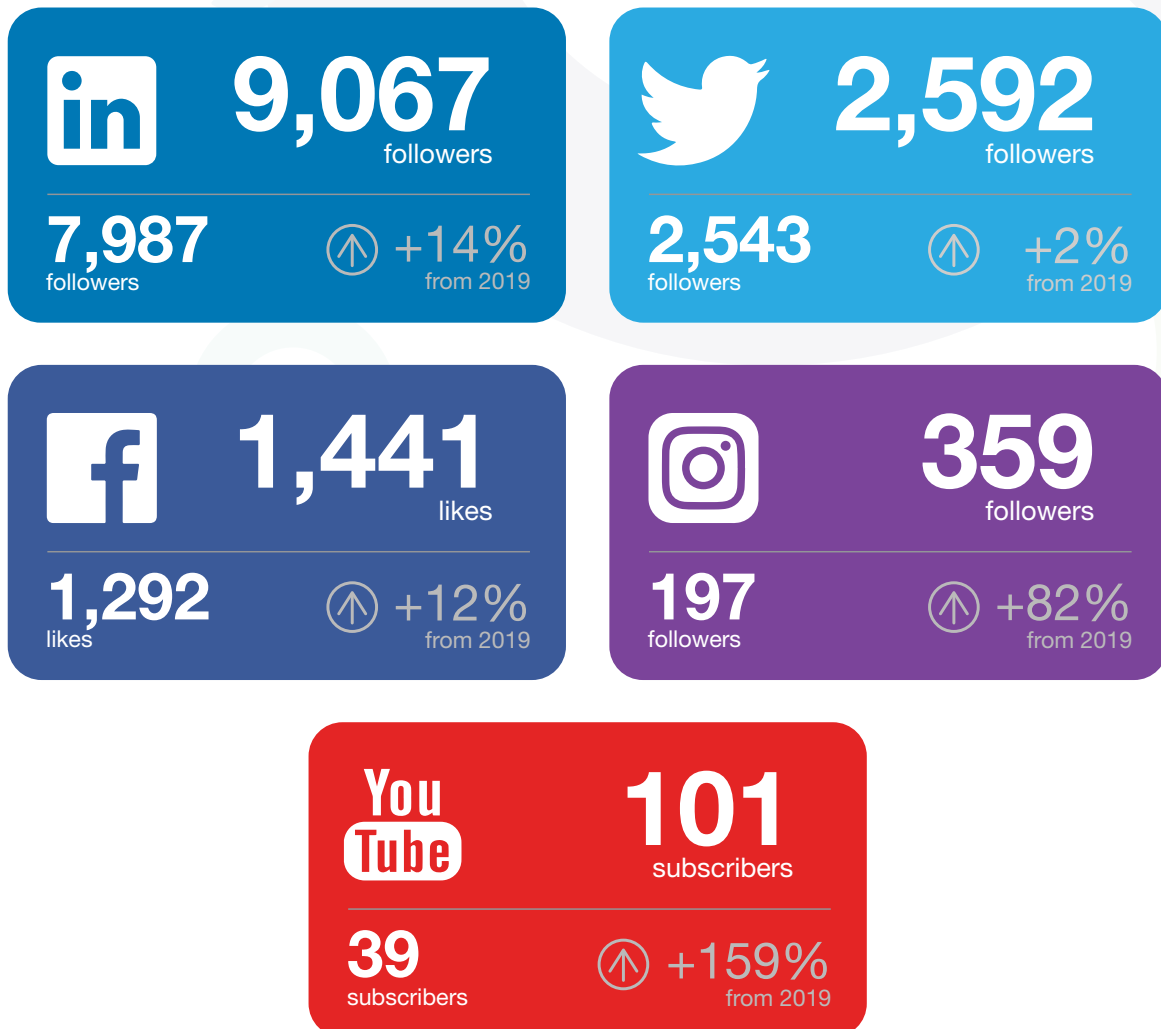 in 9,067
followers
7,987 +14%
followers from 2019
2,592
followers
2,543 +2%
followers from 2019
f 1,441
likes
1,292 +12%
likes from 2019
359
followers
197 +82%
followers from 2019
You
Tube
101
subscribers
39 +159%
subscribers from 2019